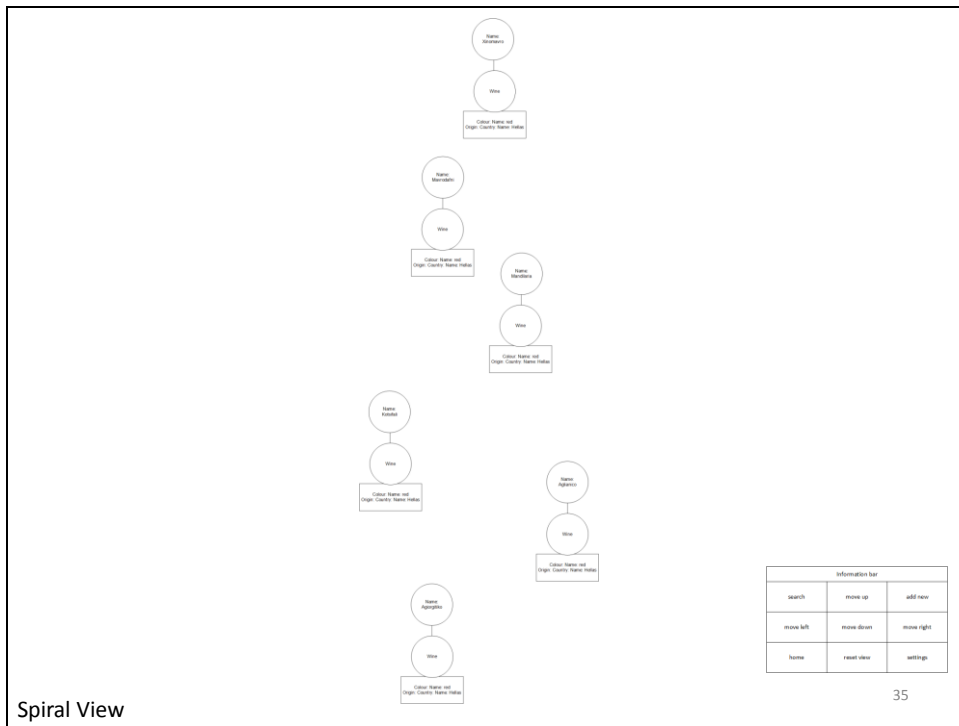 Name:
Wine
Colour: Name: red
Origin: Country: Name: Hellas
Name:
Wine
Colour: Name: red
Origin: Country: Name: Hellas
Name:
Wine
Colour: Name: red
Origin: Country: Name: Hellas
Name:
Wine
Colour: Name: red
Origin: Country: Name: Hellas
Name:
Wine
Colour: Name: red
Origin: Country: Name: Hellas
Name:
Wine
Colour: Name: red
Origin: Country: Name: Hellas
Information bar
search
move up
add new
move left
move down
move right
home
reset view
settings
35
Spiral View